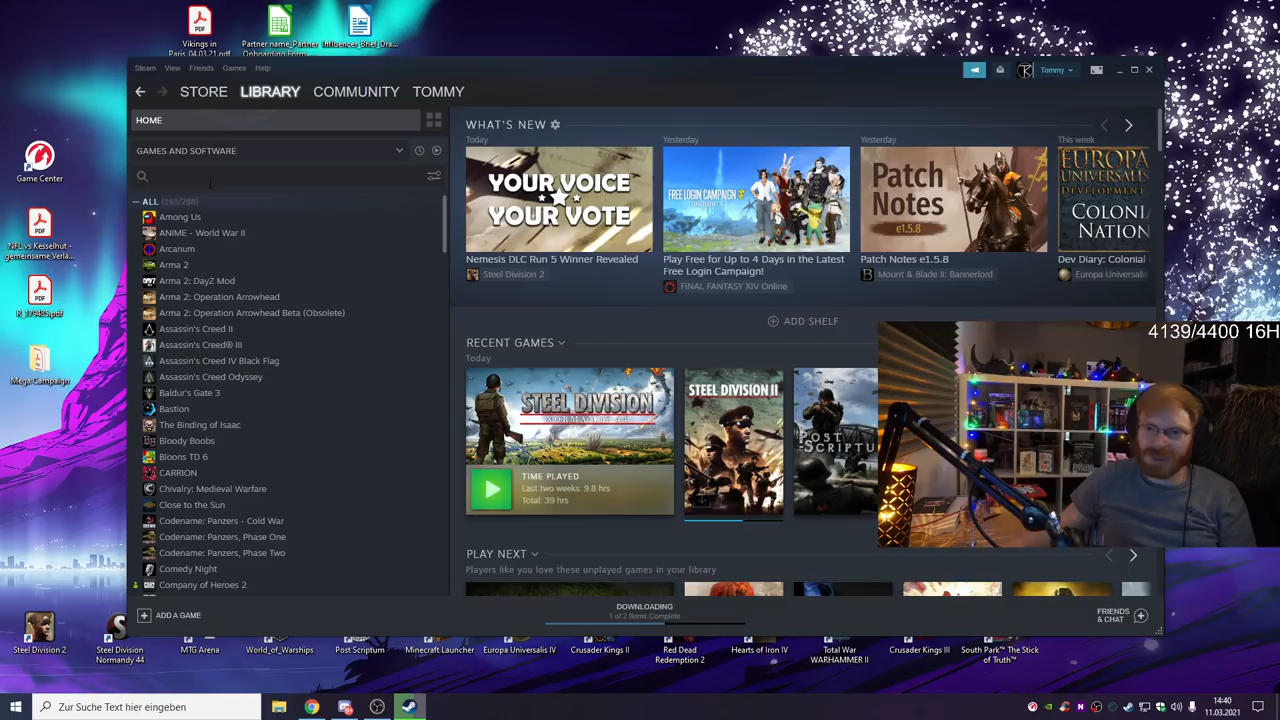 Vikings in
Paris_04.03.21.pdf
Partner name_Partner
Onboarding Form...
Influencer_Brief_Dra...
Steam View Friends Games Help
Tommy
STORE LIBRARY COMMUNITY TOMMY
HOME
GAMES AND SOFTWARE
ALL (161/288)
Among Us
ANIME - World War II
Arcanum
Arma 2
Arma 2: DayZ Mod
Arma 2: Operation Arrowhead
Arma 2: Operation Arrowhead Beta (Obsolete)
Assassin's Creed II
Assassin's Creed® III
Assassin's Creed IV Black Flag
Assassin's Creed Odyssey
Baldur's Gate 3
Bastion
The Binding of Isaac
Bloody Boobs
Bloons TD 6
CARRION
Chivalry: Medieval Warfare
Close to the Sun
Codename: Panzers - Cold War
Codename: Panzers, Phase One
Codename: Panzers, Phase Two
Comedy Night
Company of Heroes 2
ADD A GAME
WHAT'S NEW
Today
YOUR VOICE
YOUR VOTE
Nemesis DLC Run 5 Winner Revealed
Steel Division 2
Yesterday
FREE LOGIN CAMPAIGN
Play Free for Up to 4 Days in the Latest
Free Login Campaign!
FINAL FANTASY XIV Online
Yesterday
Patch
Notes
e1.5.8
Patch Notes e1.5.8
Mount & Blade II: Bannerlord
This week
EUROPA
UNIVERSALIS
DEVELOPMENT
COLONI
NATION
Dev Diary: Colonial
Europa Universalis
ADD SHELF
RECENT GAMES
Today
STEEL DIVISION
NORMANDY 44
TIME PLAYED
Last two weeks: 9.8 hrs
Total: 39 hrs
STEEL DIVISION II
POST
SCRIPTUM
4139/4400 16H
PLAY NEXT
Players like you love these unplayed games in your library
DOWNLOADING
1 of 2 Items Complete
FRIENDS
& CHAT
Game Center
NFL vs Kesselhut -
gemeinsame Verla...
R_17943S.pdf
Mega Campaign
Steel Division 2
Steel Division
Normandy 44
MTG Arena
World_of_Warships
Post Scriptum
Minecraft Launcher
Europa Universalis IV
Crusader Kings II
Red Dead
Redemption 2
Hearts of Iron IV
Total War
WARHAMMER II
Crusader Kings III
South Park™ The Stick
of Truth™
Zur Suche Text hier eingeben
14:40
11.03.2021